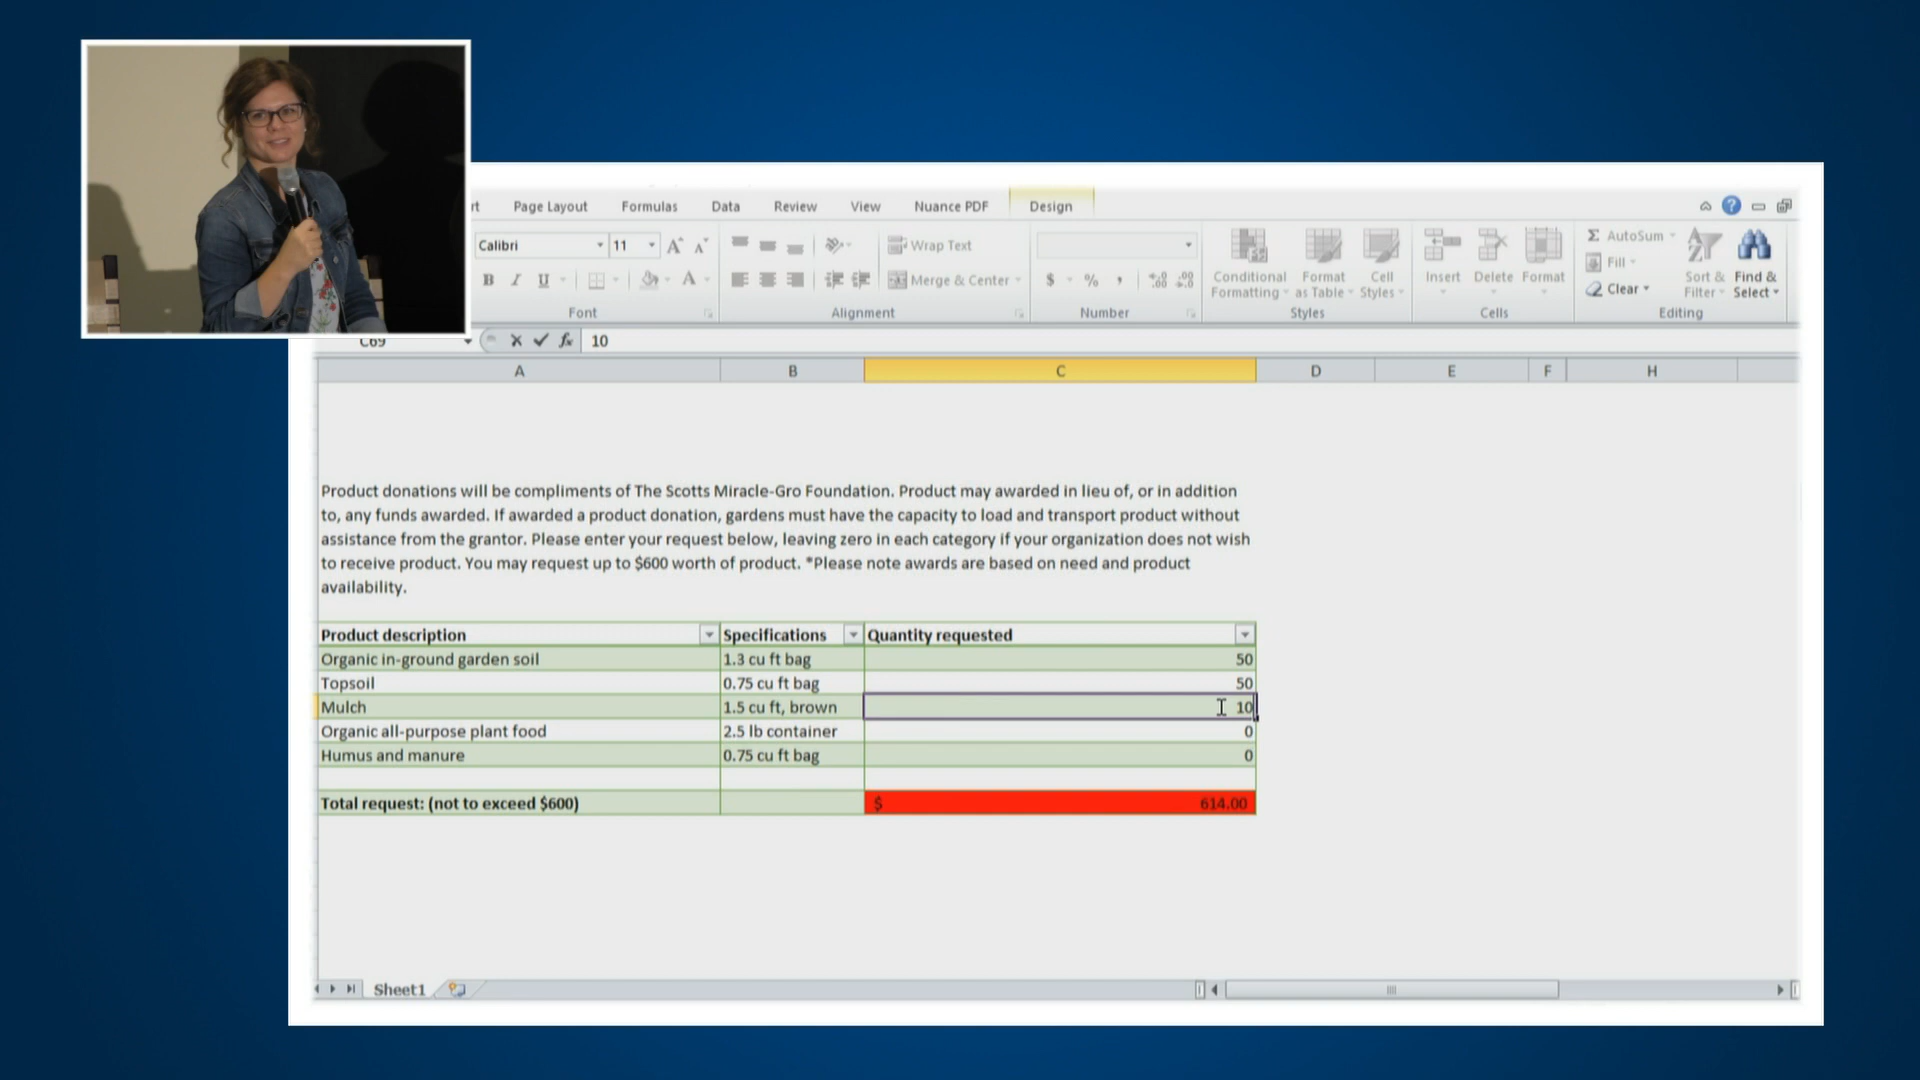 rt Page Layout Formulas Data Review View Nuance PDF Design
Calibri 11 A A Wrap Text Σ AutoSum
B I U A Merge & Center $ % , .0 .00 .00 .0 Conditional Formatting Format as Table Cell Styles Insert Delete Format Fill Clear Sort & Filter Find & Select
Font Alignment Number Styles Cells Editing
C69 fx 10
A B C D E F H
Product donations will be compliments of The Scotts Miracle-Gro Foundation. Product may awarded in lieu of, or in addition
to, any funds awarded. If awarded a product donation, gardens must have the capacity to load and transport product without
assistance from the grantor. Please enter your request below, leaving zero in each category if your organization does not wish
to receive product. You may request up to $600 worth of product. *Please note awards are based on need and product
availability.
Product description Specifications Quantity requested
Organic in-ground garden soil 1.3 cu ft bag 50
Topsoil 0.75 cu ft bag 50
Mulch 1.5 cu ft, brown 10
Organic all-purpose plant food 2.5 lb container 0
Humus and manure 0.75 cu ft bag 0
Total request: (not to exceed $600) $ 614.00
Sheet1